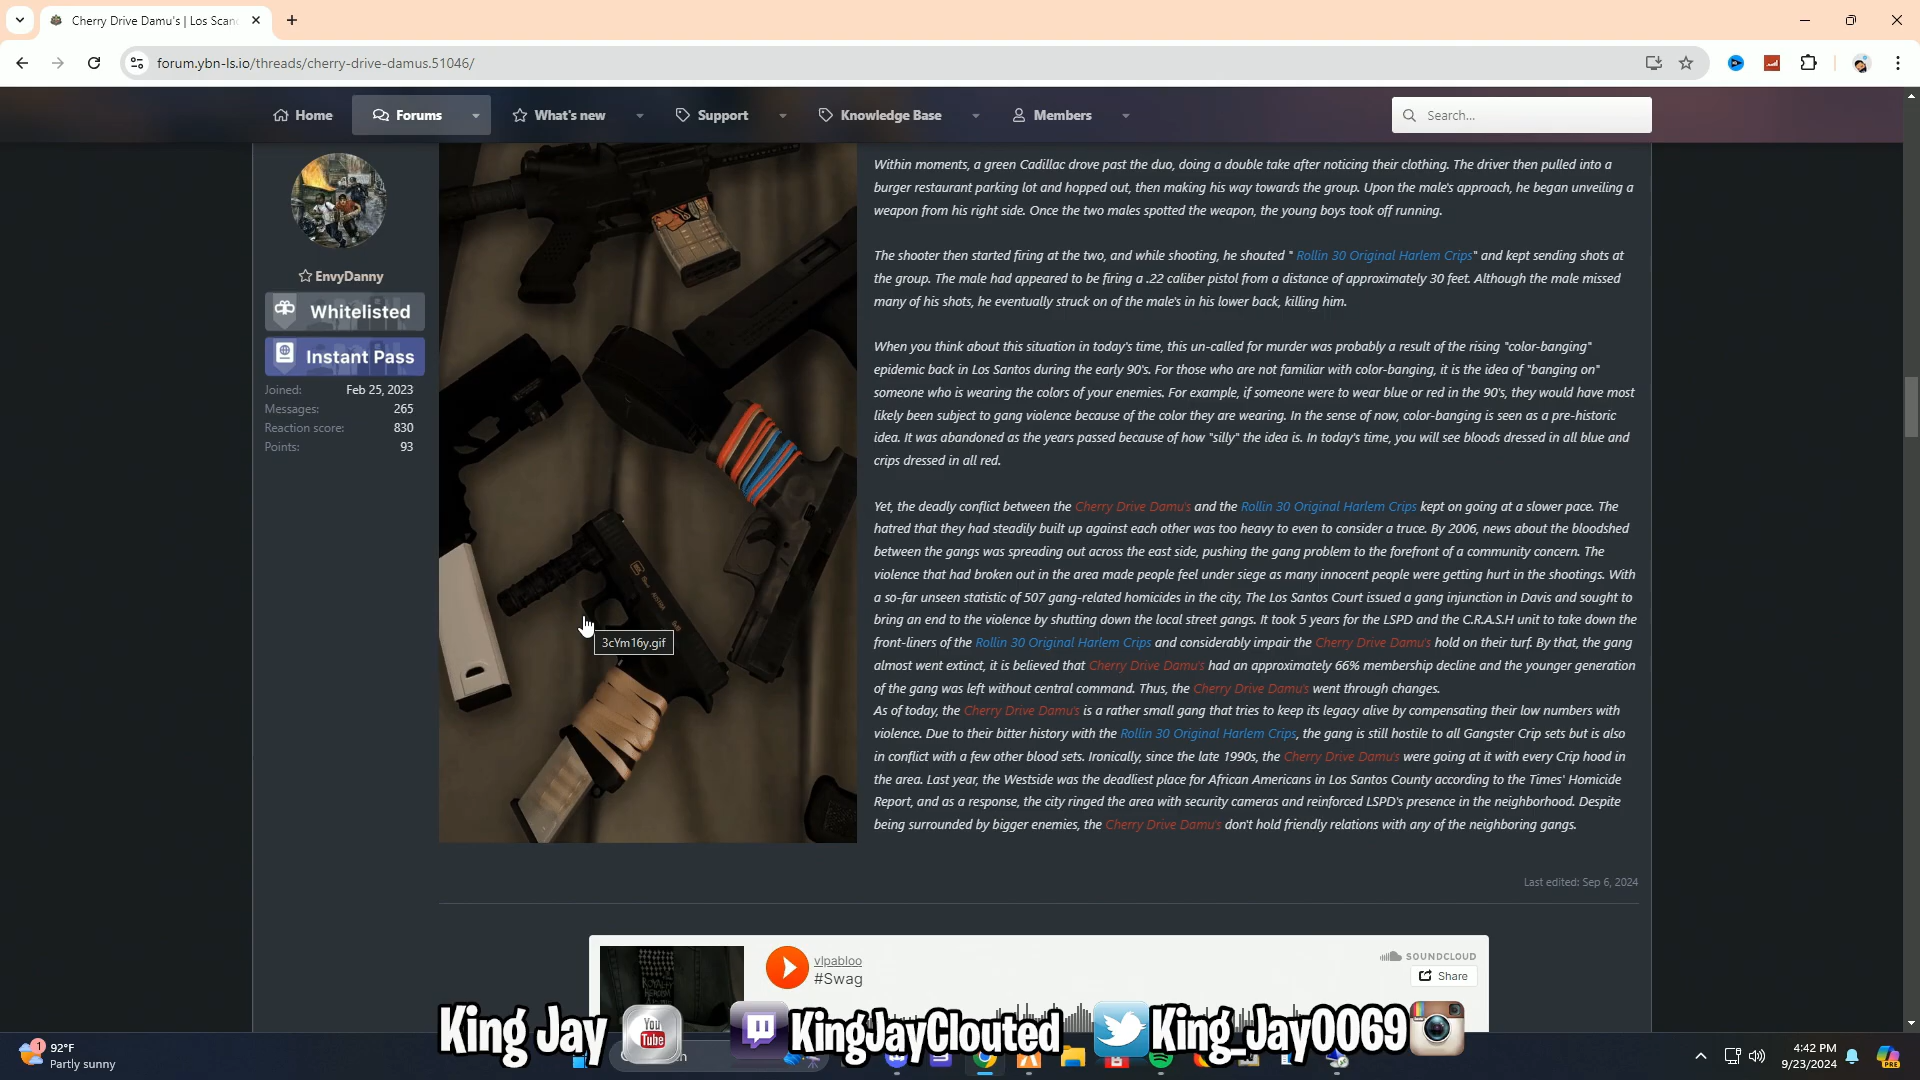 Cherry Drive Damu's | Los Scan
forum.ybn-ls.io/threads/cherry-drive-damus.51046/
Home
Forums
What's new
Support
Knowledge Base
Members
Search...
EnvyDanny
Whitelisted
Instant Pass
Joined: Feb 25, 2023
Messages: 265
Reaction score: 830
Points: 93
Within moments, a green Cadillac drove past the duo, doing a double take after noticing their clothing. The driver then pulled into a
burger restaurant parking lot and hopped out, then making his way towards the group. Upon the male's approach, he began unveiling a
weapon from his right side. Once the two males spotted the weapon, the young boys took off running.
The shooter then started firing at the two, and while shooting, he shouted " Rollin 30 Original Harlem Crips" and kept sending shots at
the group. The male had appeared to be firing a .22 caliber pistol from a distance of approximately 30 feet. Although the male missed
many of his shots, he eventually struck on of the male's in his lower back, killing him.
When you think about this situation in today's time, this un-called for murder was probably a result of the rising "color-banging"
epidemic back in Los Santos during the early 90's. For those who are not familiar with color-banging, it is the idea of "banging on"
someone who is wearing the colors of your enemies. For example, if someone were to wear blue or red in the 90's, they would have most
likely been subject to gang violence because of the color they are wearing. In the sense of now, color-banging is seen as a pre-historic
idea. It was abandoned as the years passed because of how "silly" the idea is. In today's time, you will see bloods dressed in all blue and
crips dressed in all red.
Yet, the deadly conflict between the Cherry Drive Damu's and the Rollin 30 Original Harlem Crips kept on going at a slower pace. The
hatred that they had steadily built up against each other was too heavy to even to consider a truce. By 2006, news about the bloodshed
between the gangs was spreading out across the east side, pushing the gang problem to the forefront of a community concern. The
violence that had broken out in the area made people feel under siege as many innocent people were getting hurt in the shootings. With
a so-far unseen statistic of 507 gang-related homicides in the city, The Los Santos Court issued a gang injunction in Davis and sought to
bring an end to the violence by shutting down the local street gangs. It took 5 years for the LSPD and the C.R.A.S.H unit to take down the
front-liners of the Rollin 30 Original Harlem Crips and considerably impair the Cherry Drive Damu's hold on their turf. By that, the gang
almost went extinct, it is believed that Cherry Drive Damu's had an approximately 66% membership decline and the younger generation
of the gang was left without central command. Thus, the Cherry Drive Damu's went through changes.
As of today, the Cherry Drive Damu's is a rather small gang that tries to keep its legacy alive by compensating their low numbers with
violence. Due to their bitter history with the Rollin 30 Original Harlem Crips, the gang is still hostile to all Gangster Crip sets but is also
in conflict with a few other blood sets. Ironically, since the late 1990s, the Cherry Drive Damu's were going at it with every Crip hood in
the area. Last year, the Westside was the deadliest place for African Americans in Los Santos County according to the Times' Homicide
Report, and as a response, the city ringed the area with security cameras and reinforced LSPD's presence in the neighborhood. Despite
being surrounded by bigger enemies, the Cherry Drive Damu's don't hold friendly relations with any of the neighboring gangs.
3cYm16y.gif
Last edited: Sep 6, 2024
vlpabloo
#Swag
SOUNDCLOUD
Share
King Jay
You Tube
KingJayClouted
King_Jay0069
1
92°F
Partly sunny
4:42 PM
9/23/2024